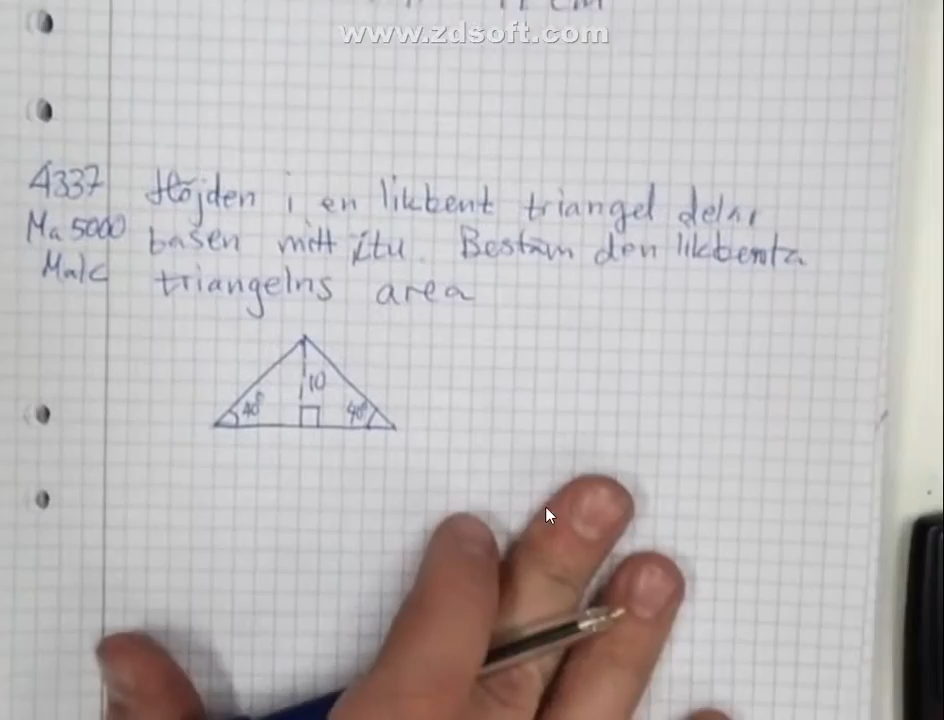 cm
www.zdsoft.com
4337 Höjden i en likbent triangel delar
Ma 5000 basen mitt itu. Bestäm den likbenta
Ma1c triangelns area
10
40°
40°